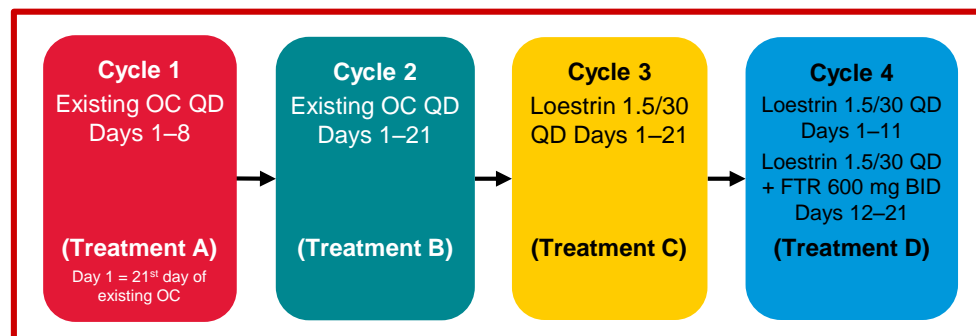 Cycle 1
Existing OC QD
Days 1–8
(Treatment A)
Day 1 = 21st day of
existing OC
Cycle 2
Existing OC QD
Days 1–21
(Treatment B)
Cycle 3
Loestrin 1.5/30
QD Days 1–21
(Treatment C)
Cycle 4
Loestrin 1.5/30 QD
Days 1–11
Loestrin 1.5/30 QD
+ FTR 600 mg BID
Days 12–21
(Treatment D)